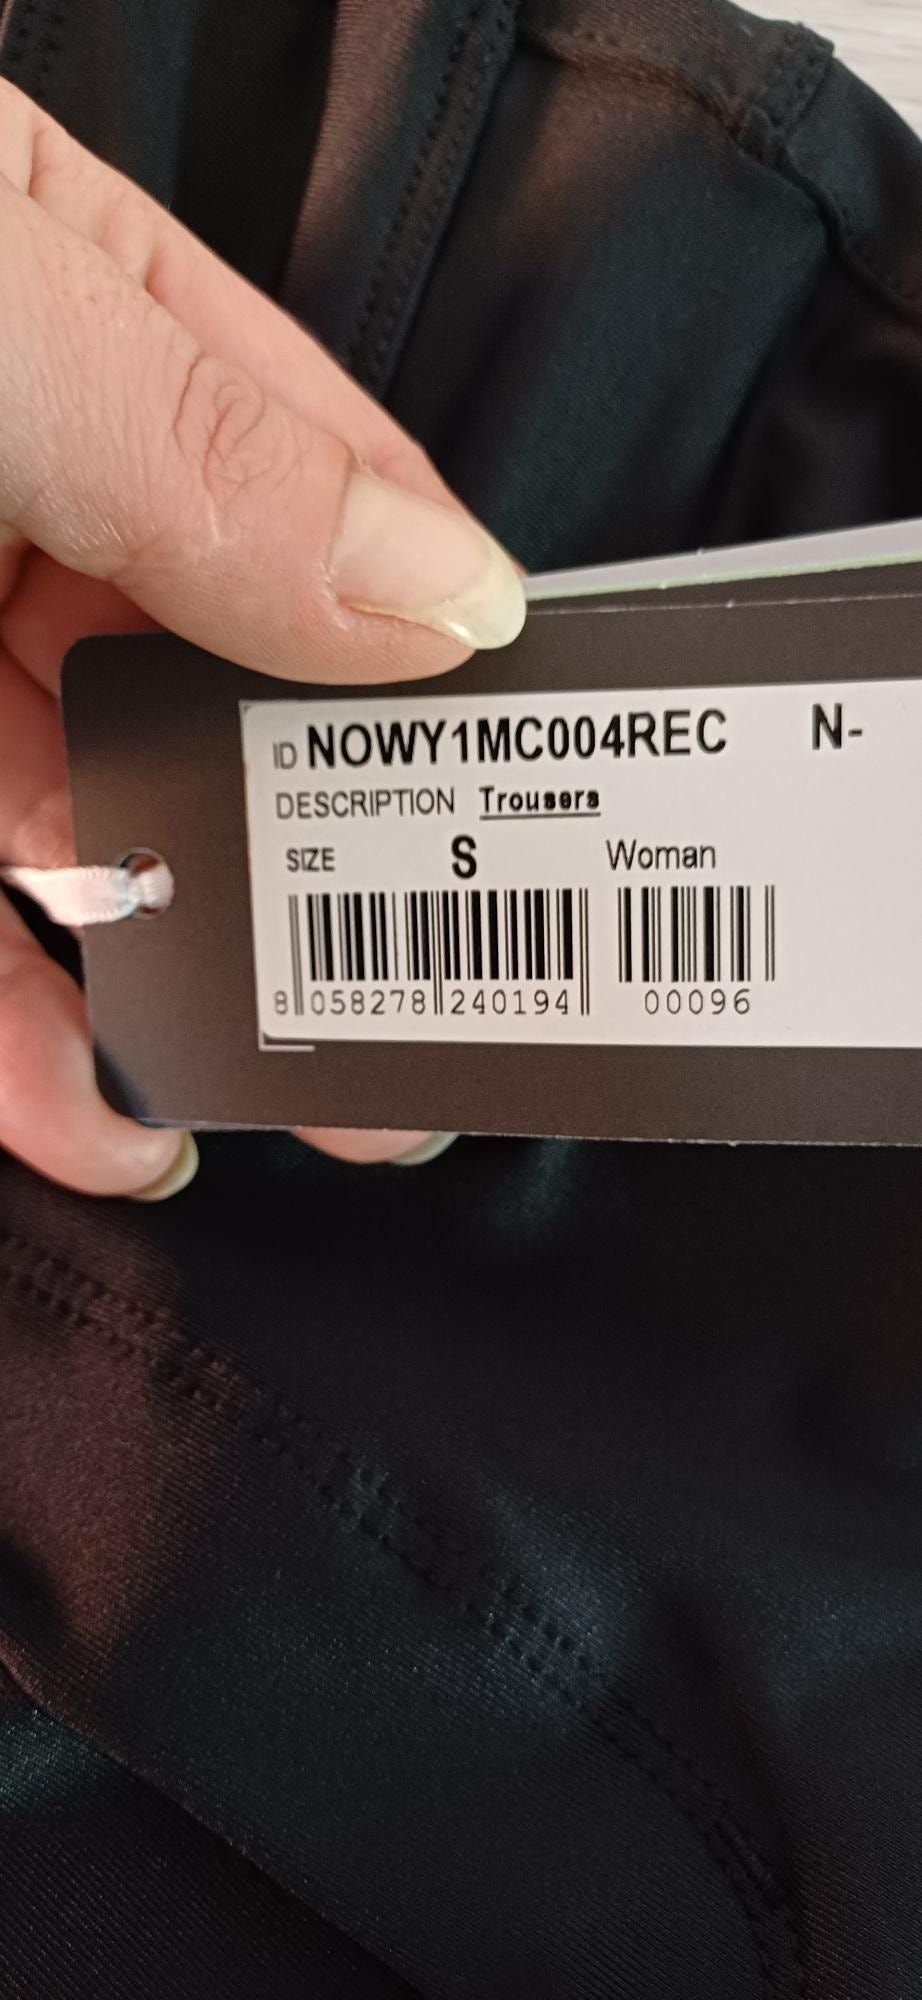 ID NOWY1MC004REC N-
DESCRIPTION Trousers
SIZE S Woman
8 058278 240194 00096